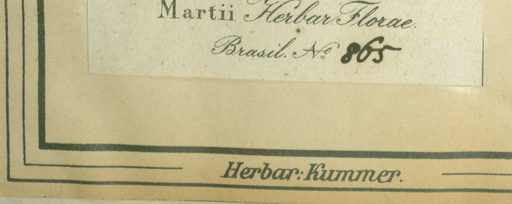 Martii Herbar. Florae.
Brasil. No 865
Herbar: Kummer.